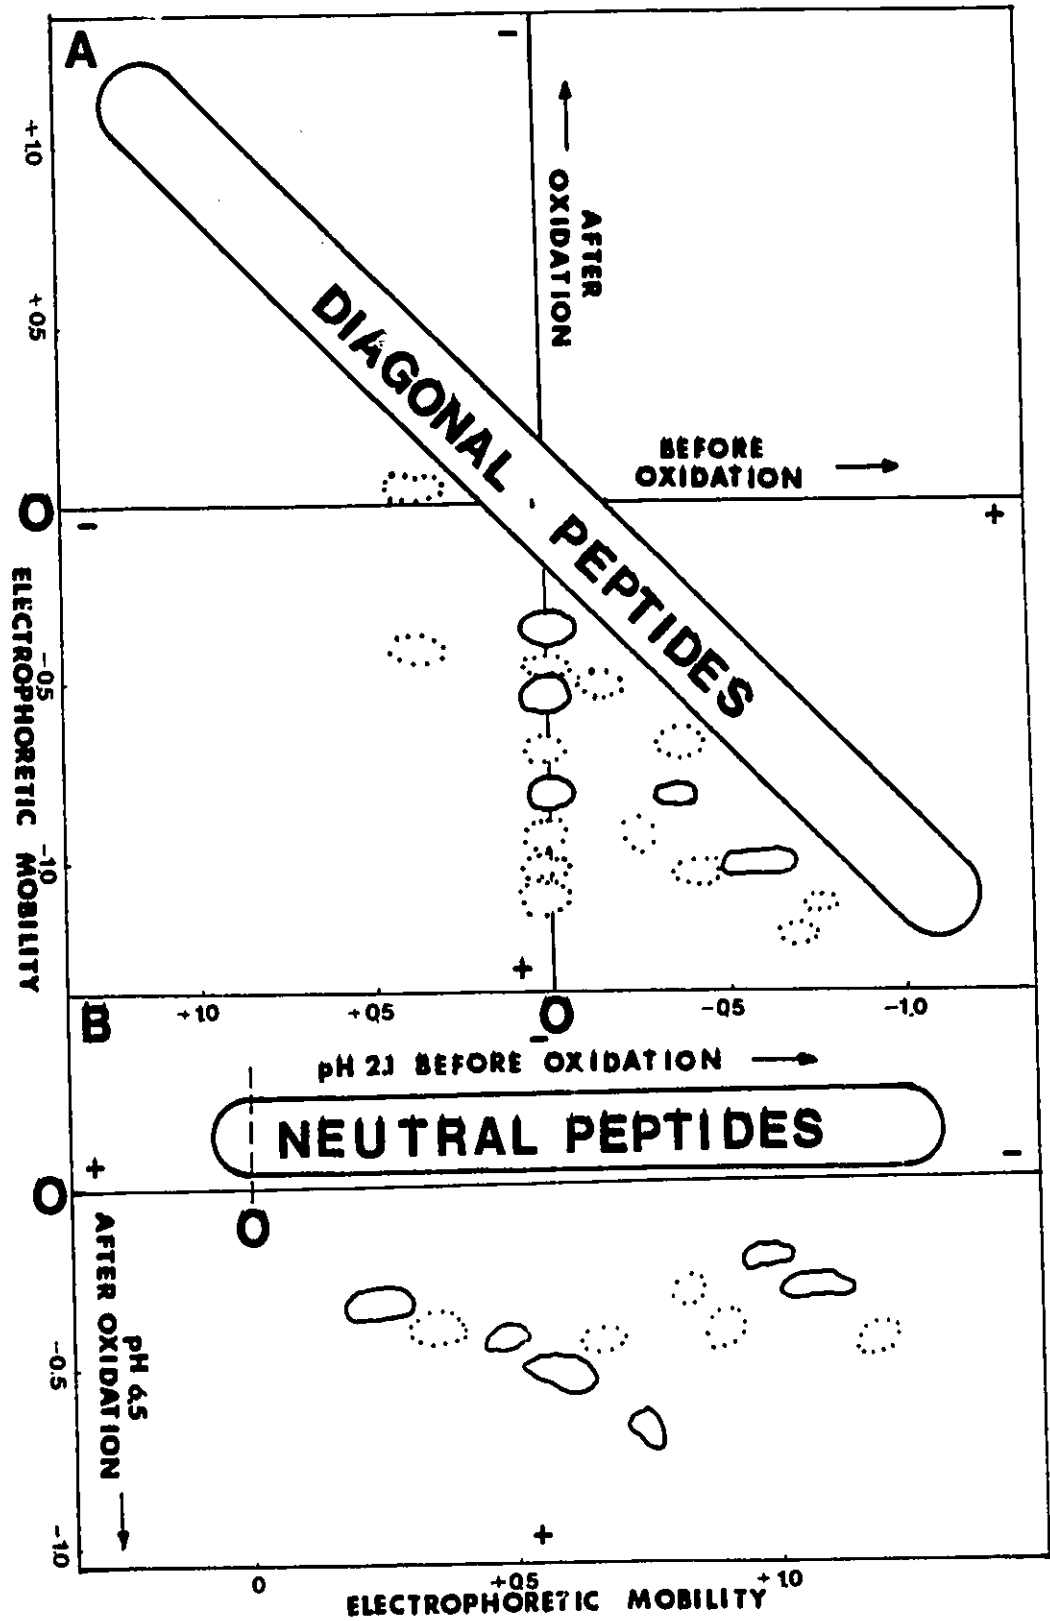 A
−
+1.0
+0.5
O
−0.5
−1.0
ELECTROPHORETIC MOBILITY
AFTER
OXIDATION
BEFORE
OXIDATION
−
+
DIAGONAL PEPTIDES
+
+1.0
+0.5
O
−0.5
−1.0
B
−
pH 2.1 BEFORE OXIDATION
NEUTRAL PEPTIDES
+
−
O
O
pH 6.5
AFTER OXIDATION
−0.5
−1.0
+
0
+0.5
+1.0
ELECTROPHORETIC MOBILITY